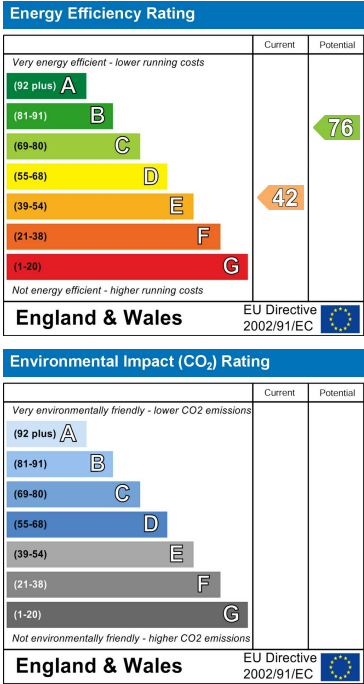 Energy Efficiency Rating
Current Potential
Very energy efficient - lower running costs
(92 plus) A
(81-91) B
(69-80) C
(55-68) D
(39-54) E
(21-38) F
(1-20) G
76
42
Not energy efficient - higher running costs
England & Wales
EU Directive
2002/91/EC
Environmental Impact (CO₂) Rating
Current Potential
Very environmentally friendly - lower CO2 emissions
(92 plus) A
(81-91) B
(69-80) C
(55-68) D
(39-54) E
(21-38) F
(1-20) G
Not environmentally friendly - higher CO2 emissions
England & Wales
EU Directive
2002/91/EC